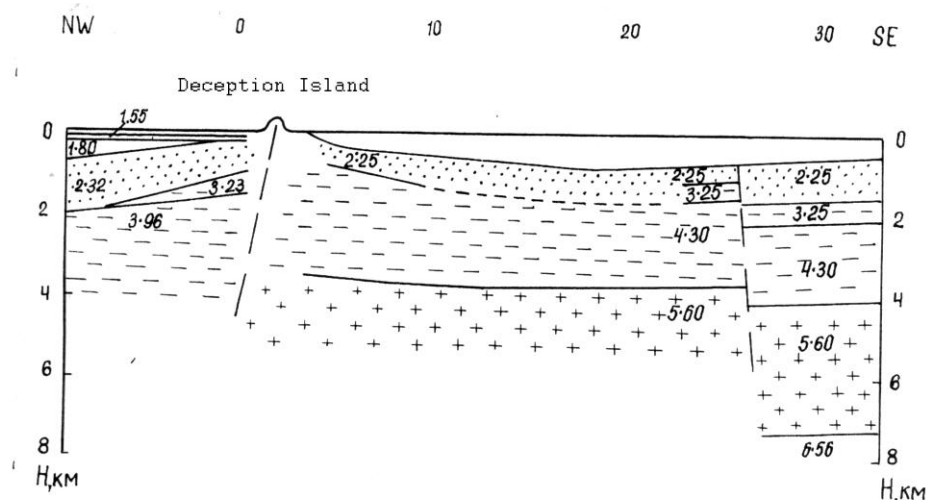 NW 0 10 20 30 SE
Deception Island
0 1.55 0
1.80
2.25 2.25 2.25
2.32 3.23 3.25
2 3.96 3.25 2
4.30 4.30
4 5.60 4
5.60
6 6
8 6.56 8
H,км H,км